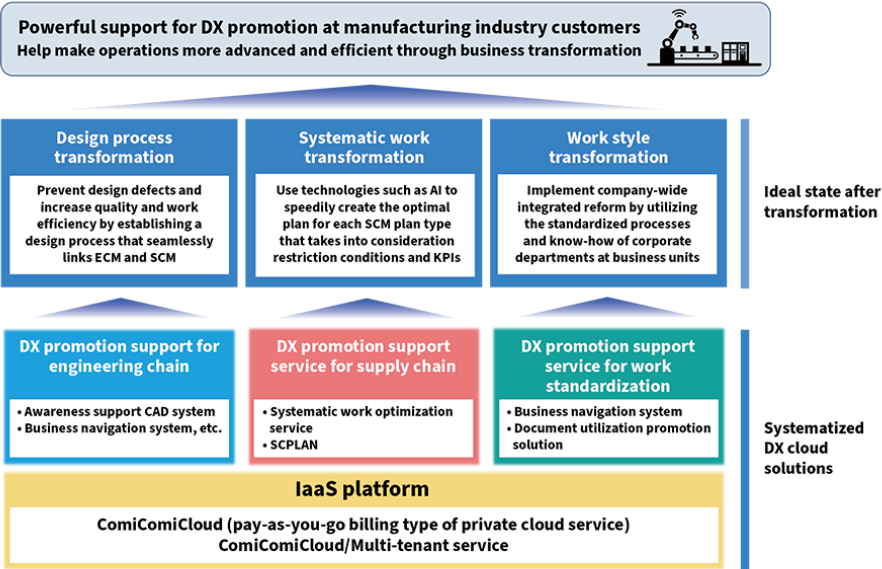 Powerful support for DX promotion at manufacturing industry customers
Help make operations more advanced and efficient through business transformation
Design process
transformation
Prevent design defects and
increase quality and work
efficiency by establishing a
design process that seamlessly
links ECM and SCM
Systematic work
transformation
Use technologies such as AI to
speedily create the optimal
plan for each SCM plan type
that takes into consideration
restriction conditions and KPIs
Work style
transformation
Implement company-wide
integrated reform by utilizing
the standardized processes
and know-how of corporate
departments at business units
Ideal state after
transformation
DX promotion support for
engineering chain
• Awareness support CAD system
• Business navigation system, etc.
DX promotion support
service for supply chain
• Systematic work optimization
service
• SCPLAN
DX promotion support
service for work
standardization
• Business navigation system
• Document utilization promotion
solution
Systematized
DX cloud
solutions
IaaS platform
ComiComiCloud (pay-as-you-go billing type of private cloud service)
ComiComiCloud/Multi-tenant service